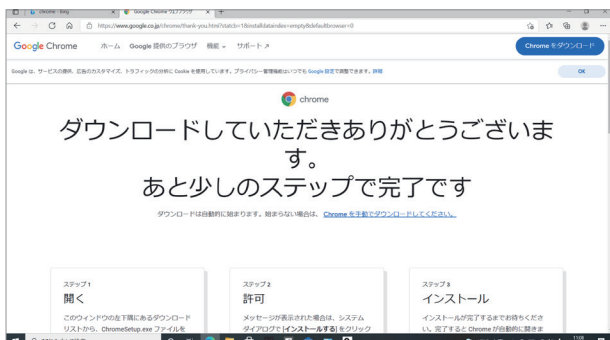 chrome - Bing
Google Chrome ウェブブラウザ
https://www.google.co.jp/chrome/thank-you.html?statcb=1&installdataindex=empty&defaultbrowser=0
Google Chrome
ホーム
Google 提供のブラウザ
機能
サポート
Chrome をダウンロード
Google は、サービスの提供、広告のカスタマイズ、トラフィックの分析に Cookie を使用しています。プライバシー管理機能はいつでも Google 設定で調整できます。詳細
OK
chrome
ダウンロードしていただきありがとうございま
す。
あと少しのステップで完了です
ダウンロードは自動的に始まります。始まらない場合は、Chrome を手動でダウンロードしてください。
ステップ 1
開く
このウィンドウの左下隅にあるダウンロード
リストから、ChromeSetup.exe ファイルを
ステップ 2
許可
メッセージが表示された場合は、システム
ダイアログで [インストールする] をクリック
ステップ 3
インストール
インストールが完了するまでお待ちくださ
い。完了すると Chrome が自動的に開きま
11:06